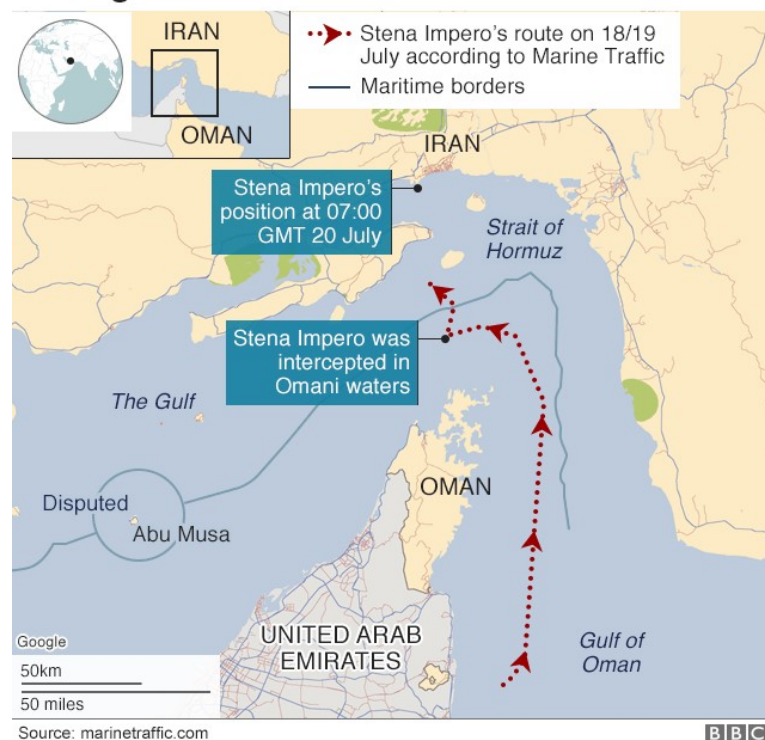 IRAN
OMAN
Stena Impero's route on 18/19
July according to Marine Traffic
Maritime borders
IRAN
Stena Impero's
position at 07:00
GMT 20 July
Strait of
Hormuz
Stena Impero was
intercepted in
Omani waters
The Gulf
OMAN
Disputed
Abu Musa
UNITED ARAB
EMIRATES
Gulf of
Oman
Google
50km
50 miles
Source: marinetraffic.com
BBC